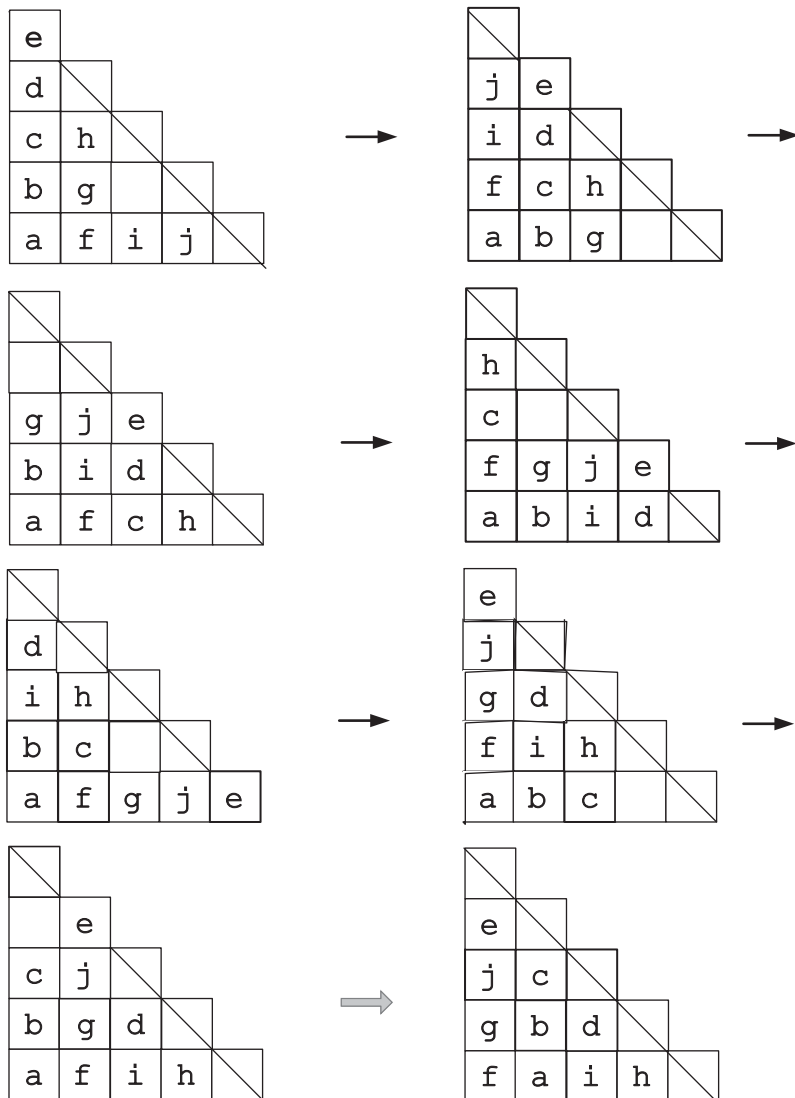 e
d
c h
b g
a f i j
j e
i d
f c h
a b g
g j e
b i d
a f c h
h
c
f g j e
a b i d
d
i h
b c
a f g j e
e
j
g d
f i h
a b c
e
c j
b g d
a f i h
e
j c
g b d
f a i h